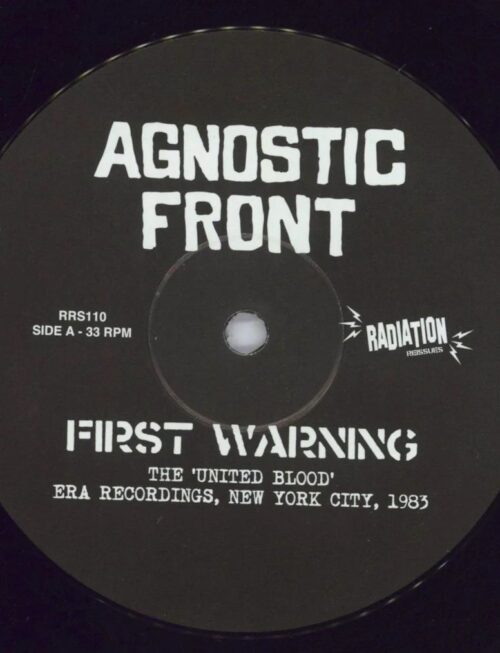 AGNOSTIC
FRONT
RRS110
SIDE A - 33 RPM
RADIATION
REISSUES
FIRST WARNING
THE 'UNITED BLOOD'
ERA RECORDINGS, NEW YORK CITY, 1983